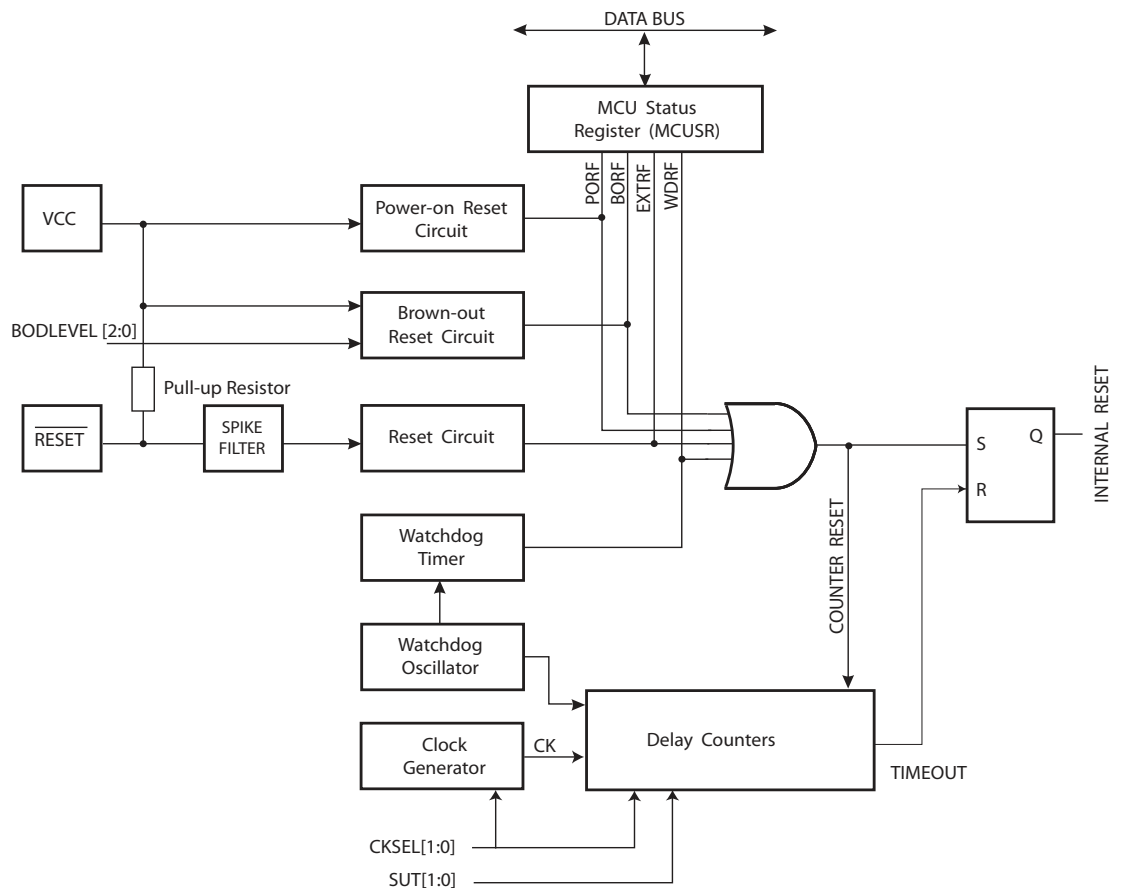 DATA BUS
MCU Status
Register (MCUSR)
PORF
BORF
EXTRF
WDRF
VCC
Power-on Reset
Circuit
BODLEVEL [2:0]
Brown-out
Reset Circuit
Pull-up Resistor
RESET
SPIKE
FILTER
Reset Circuit
S
Q
R
INTERNAL RESET
Watchdog
Timer
COUNTER RESET
Watchdog
Oscillator
Clock
Generator
CK
Delay Counters
TIMEOUT
CKSEL[1:0]
SUT[1:0]